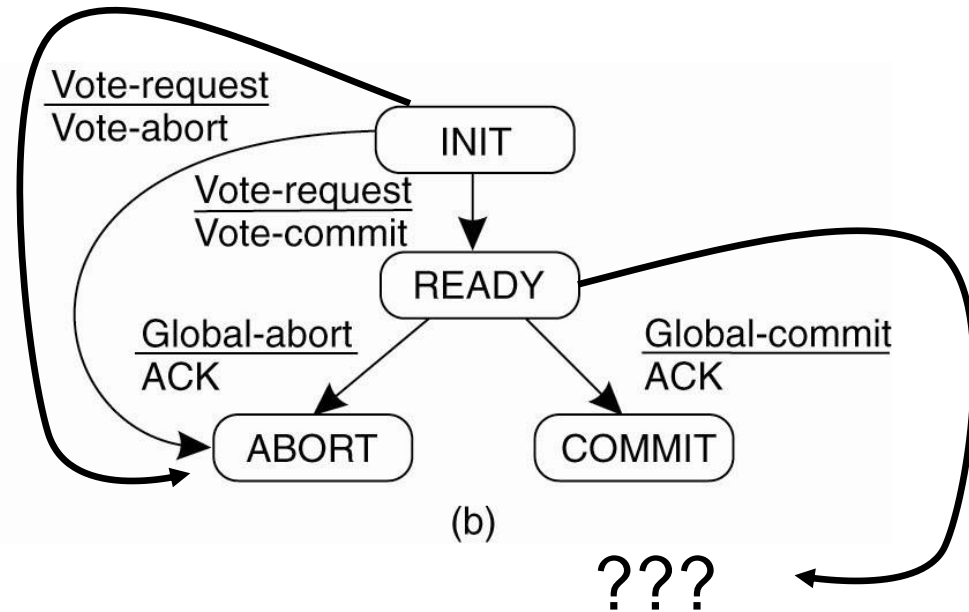 Vote-request
Vote-abort
INIT
Vote-request
Vote-commit
READY
Global-abort
ACK
Global-commit
ACK
ABORT
COMMIT
(b)
???